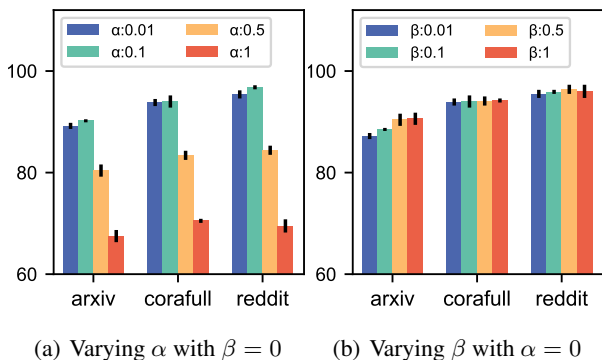 α:0.01 α:0.5
α:0.1 α:1
100
80
60
arxiv corafull reddit
(a) Varying α with β = 0
β:0.01 β:0.5
β:0.1 β:1
100
80
60
arxiv corafull reddit
(b) Varying β with α = 0